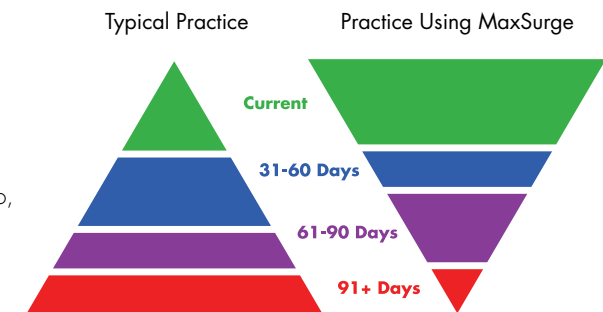 Typical Practice
Practice Using MaxSurge
Current
31-60 Days
61-90 Days
91+ Days